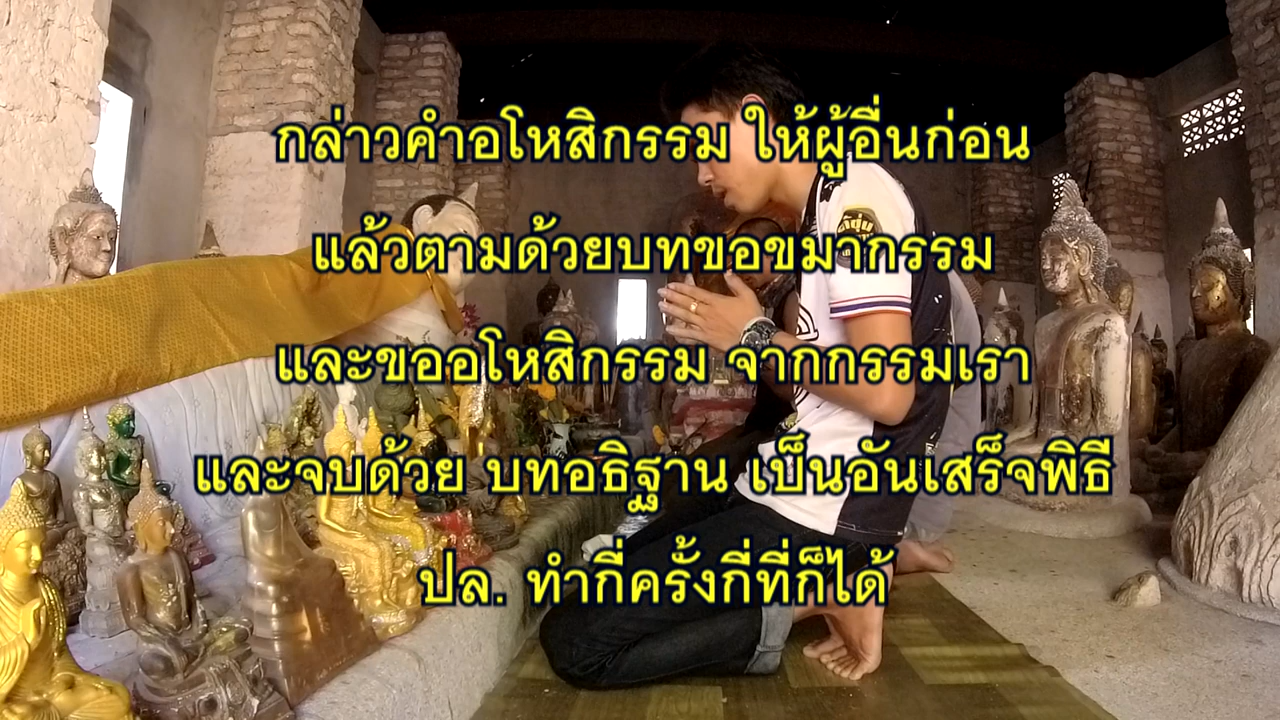 กล่าวคำอโหสิกรรม ให้ผู้อื่นก่อน
แล้วตามด้วยบทขอขมากรรม
และขออโหสิกรรม จากกรรมเรา
และจบด้วย บทอธิฐาน เป็นอันเสร็จพิธี
ปล. ทำกี่ครั้งกี่ที่ก็ได้